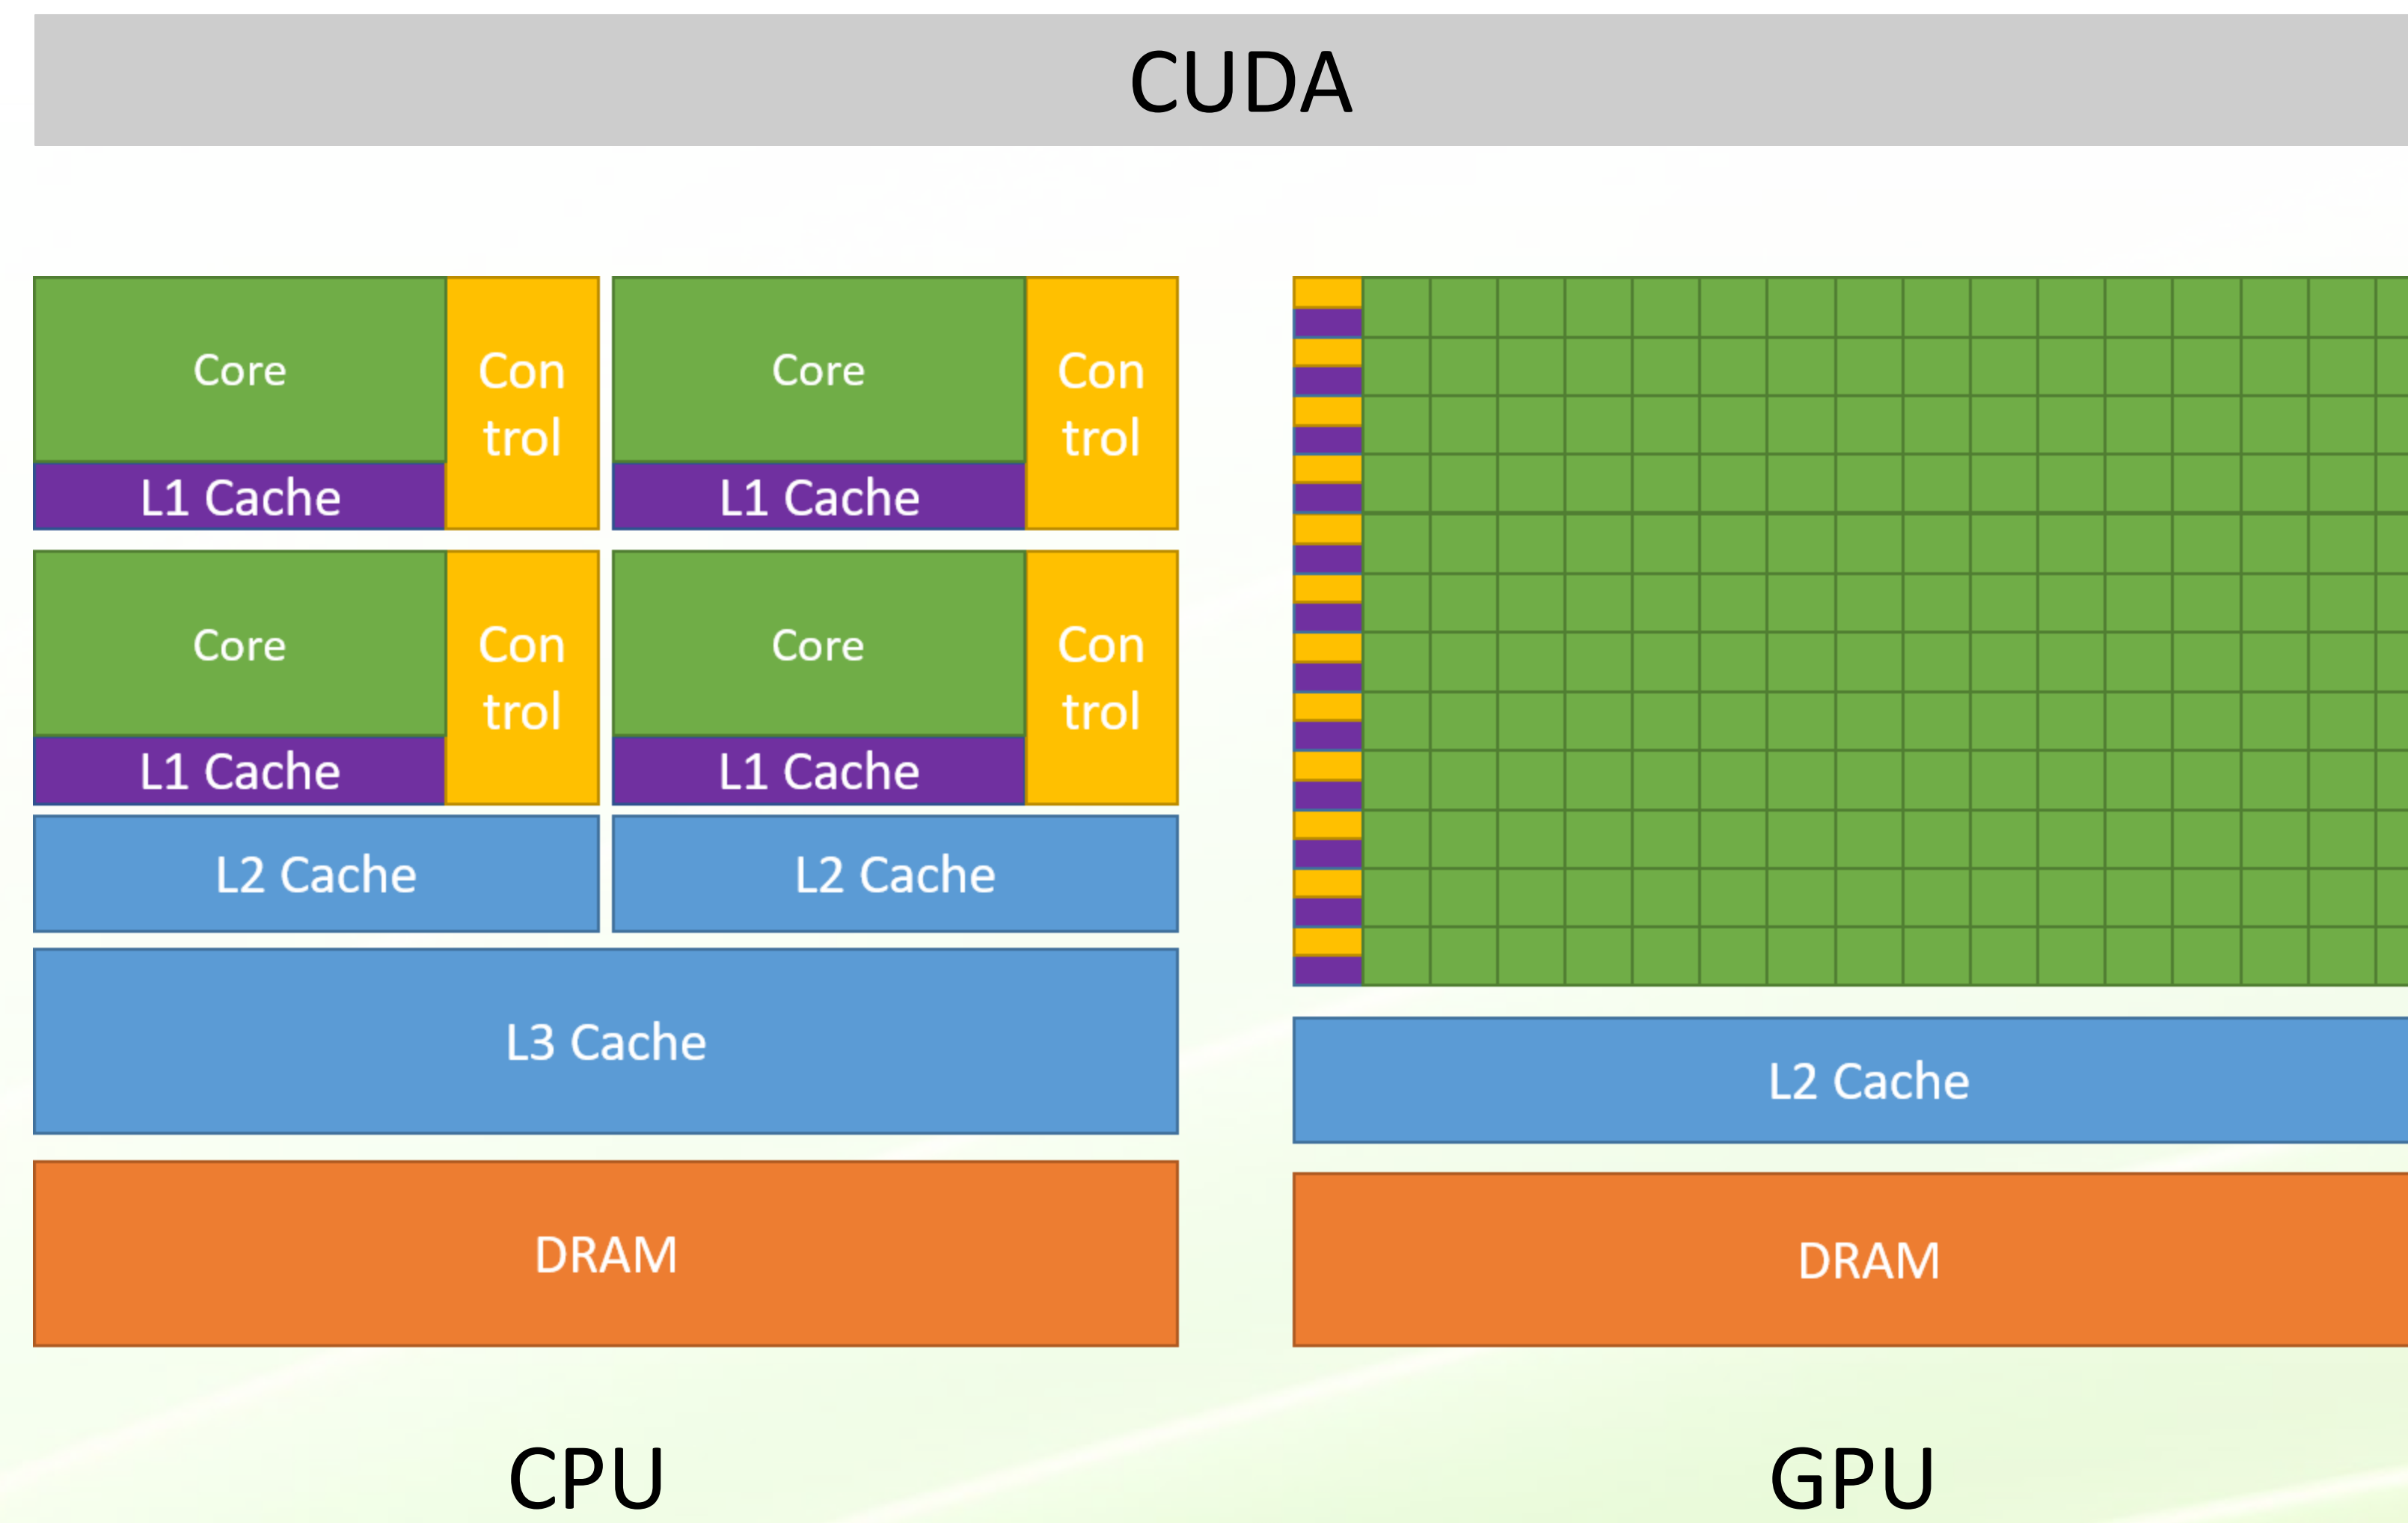 CUDA
Core
Con
trol
L1 Cache
Core
Con
trol
L1 Cache
Core
Con
trol
L1 Cache
Core
Con
trol
L1 Cache
L2 Cache
L2 Cache
L3 Cache
DRAM
CPU
L2 Cache
DRAM
GPU